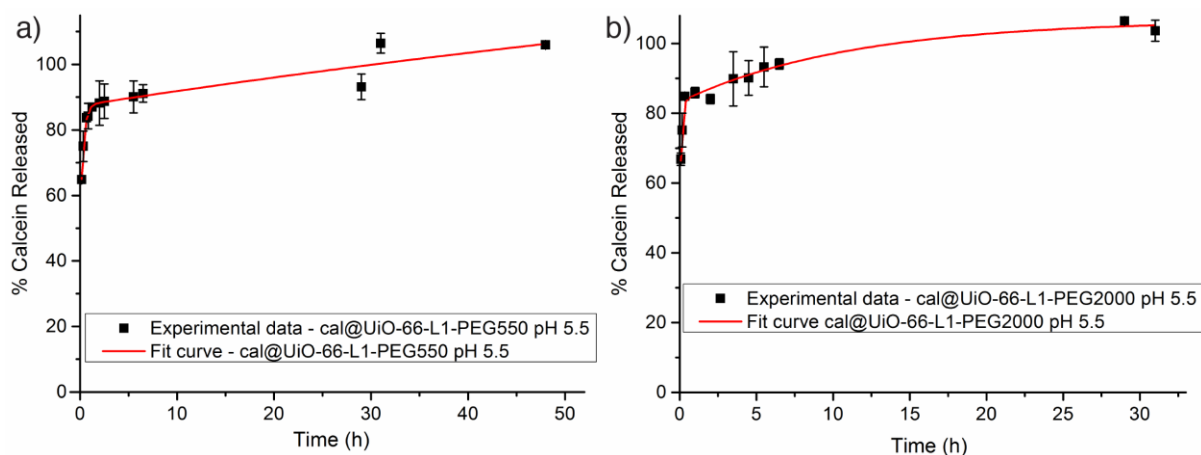 a)
% Calcein Released
100
80
60
40
20
0
Experimental data - cal@UiO-66-L1-PEG550 pH 5.5
Fit curve - cal@UiO-66-L1-PEG550 pH 5.5
0 10 20 30 40 50
Time (h)
b)
% Calcein Released
100
80
60
40
20
0
Experimental data - cal@UiO-66-L1-PEG2000 pH 5.5
Fit curve cal@UiO-66-L1-PEG2000 pH 5.5
0 5 10 15 20 25 30
Time (h)